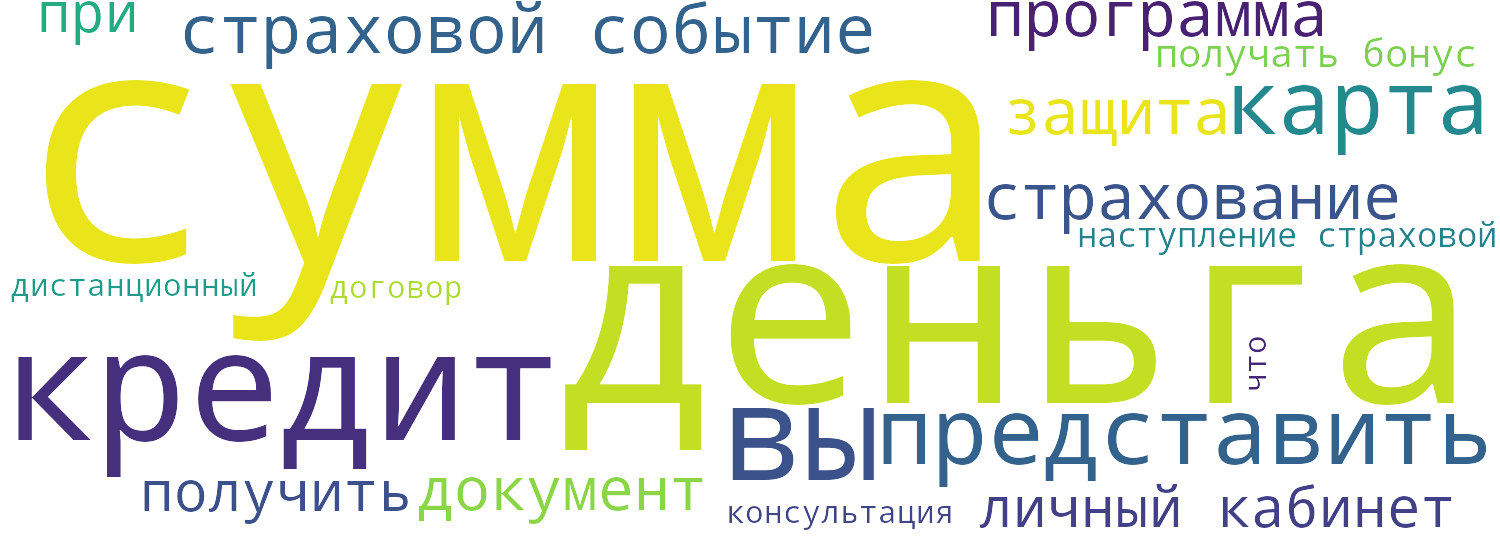 при
страховой событие
программа
получать бонус
сумма
защита
карта
страхование
наступление страховой
дистанционный
договор
деньга
что
кредит
вы
представить
получить
документ
консультация
личный кабинет